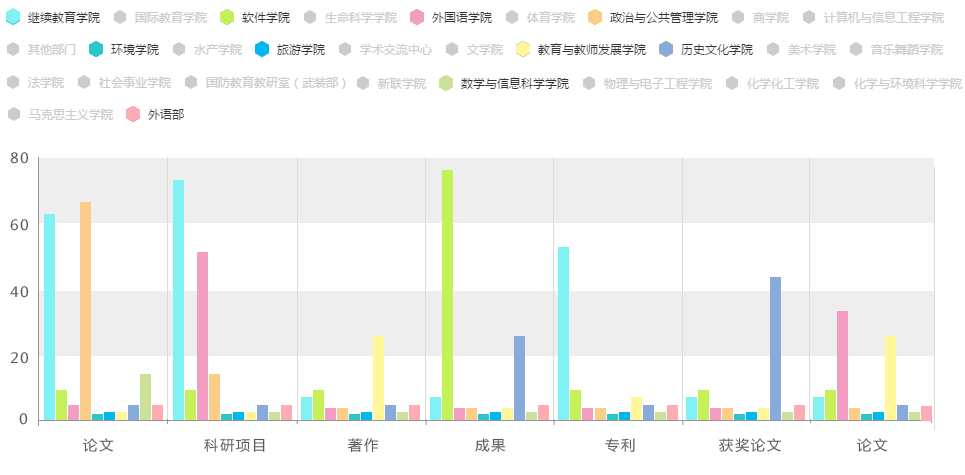 继续教育学院 国际教育学院 软件学院 生命科学学院 外国语学院 体育学院 政治与公共管理学院 商学院 计算机与信息工程学院
其他部门 环境学院 水产学院 旅游学院 学术交流中心 文学院 教育与教师发展学院 历史文化学院 美术学院 音乐舞蹈学院
法学院 社会事业学院 国防教育教研室（武装部） 新联学院 数学与信息科学学院 物理与电子工程学院 化学化工学院 化学与环境科学学院
马克思主义学院 外语部
80
60
40
20
0
论文 科研项目 著作 成果 专利 获奖论文 论文